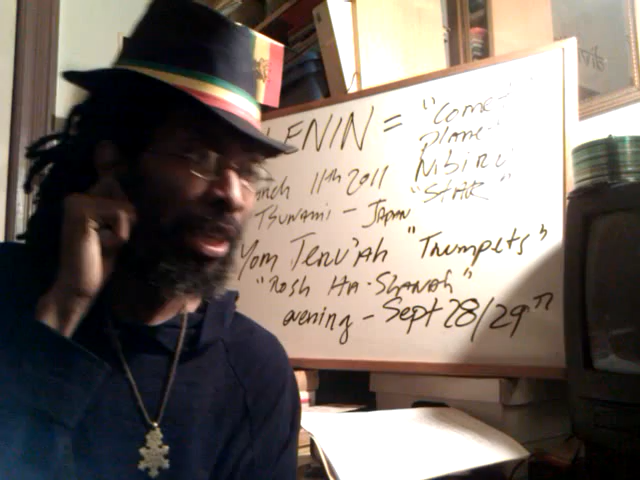 LENIN = "Comet
planet
March 11th 2011 Nibiru
"STAR"
Tsunami - Japan
Yom Teru'ah "Trumpets"
"Rosh Ha-Shanah"
evening - Sept 28/29th